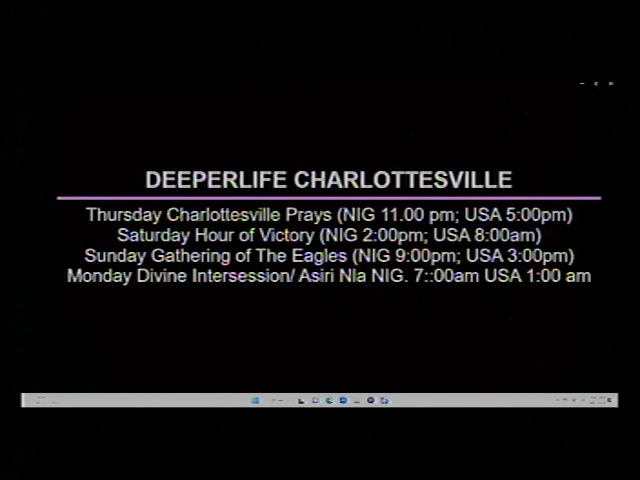 DEEPERLIFE CHARLOTTESVILLE
Thursday Charlottesville Prays (NIG 11.00 pm; USA 5:00pm)
Saturday Hour of Victory (NIG 2:00pm; USA 8:00am)
Sunday Gathering of The Eagles (NIG 9:00pm; USA 3:00pm)
Monday Divine Intersession/ Asiri Nla NIG. 7::00am USA 1:00 am